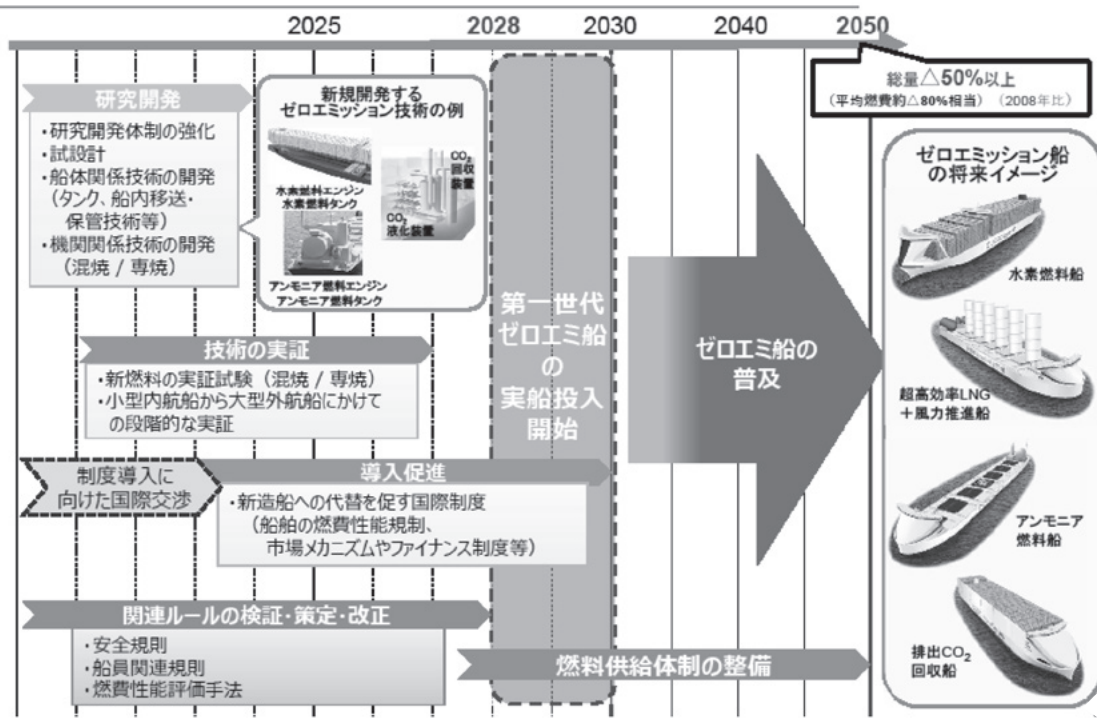 2025 2028 2030 2040 2050
総量△50%以上
(平均燃費約△80%相当) (2008年比)
研究開発
・研究開発体制の強化
・試設計
・船体関係技術の開発
(タンク、船内移送・
保管技術等)
・機関関係技術の開発
(混焼 / 専焼)
新規開発する
ゼロエミッション技術の例
水素燃料エンジン
水素燃料タンク
CO2
回収
装置
CO2
液化装置
アンモニア燃料エンジン
アンモニア燃料タンク
技術の実証
・新燃料の実証試験(混焼 / 専焼)
・小型内航船から大型外航船にかけて
の段階的な実証
制度導入に
向けた国際交渉
導入促進
・新造船への代替を促す国際制度
(船舶の燃費性能規制、
市場メカニズムやファイナンス制度等)
関連ルールの検証・策定・改正
・安全規則
・船員関連規則
・燃費性能評価手法
第一世代
ゼロエミ船
の
実船投入
開始
ゼロエミ船の
普及
燃料供給体制の整備
ゼロエミッション船
の将来イメージ
水素燃料船
超高効率LNG
+風力推進船
アンモニア
燃料船
排出CO2
回収船